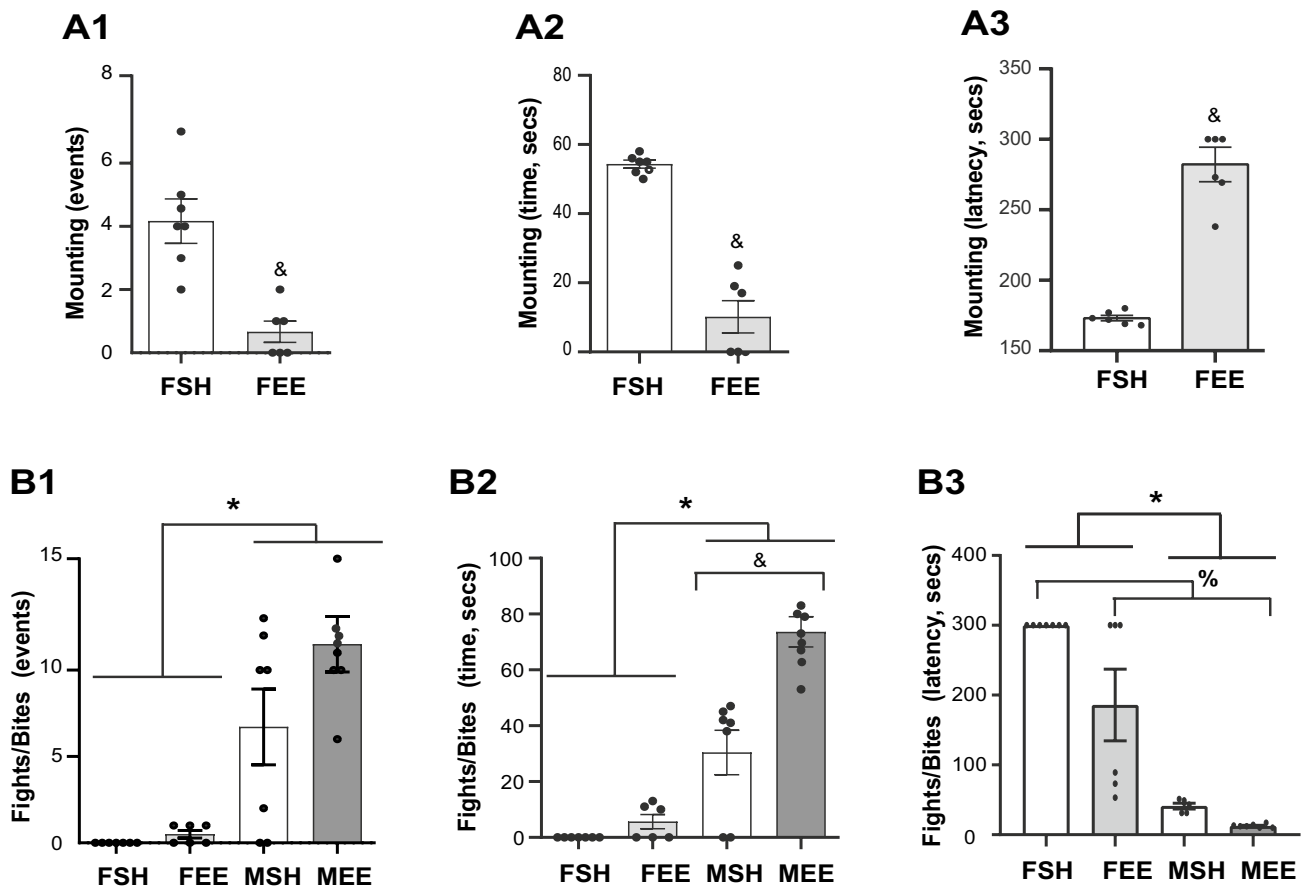 A1
Mounting (events)
8
6
4
2
0
&
FSH FEE
A2
Mounting (time, secs)
80
60
40
20
0
&
FSH FEE
A3
Mounting (latnecy, secs)
350
300
250
200
150
&
FSH FEE
B1
Fights/Bites (events)
15
10
5
0
*
FSH FEE MSH MEE
B2
Fights/Bites (time, secs)
100
80
60
40
20
0
*
&
FSH FEE MSH MEE
B3
Fights/Bites (latency, secs)
400
300
200
100
0
*
%
FSH FEE MSH MEE